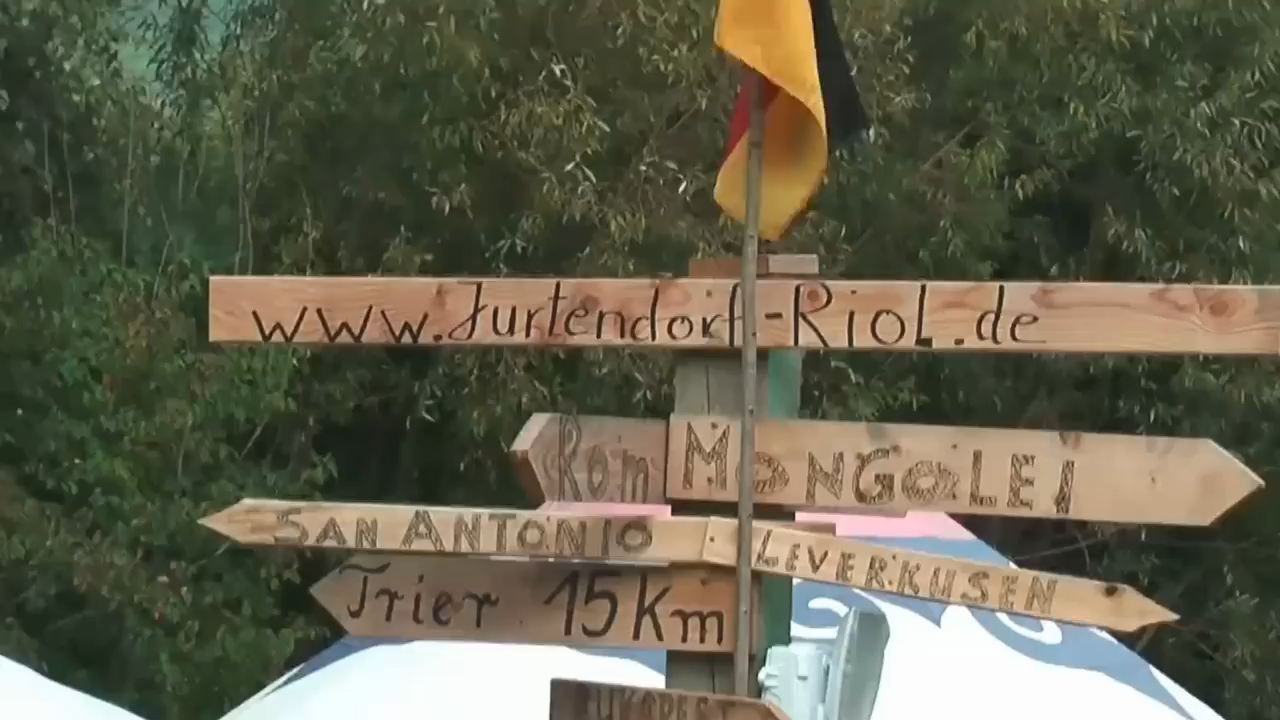 www.Jurtendorf-Riol.de
Rom
MONGOLEI
SAN ANTONIO
LEVERKUSEN
Trier 15Km